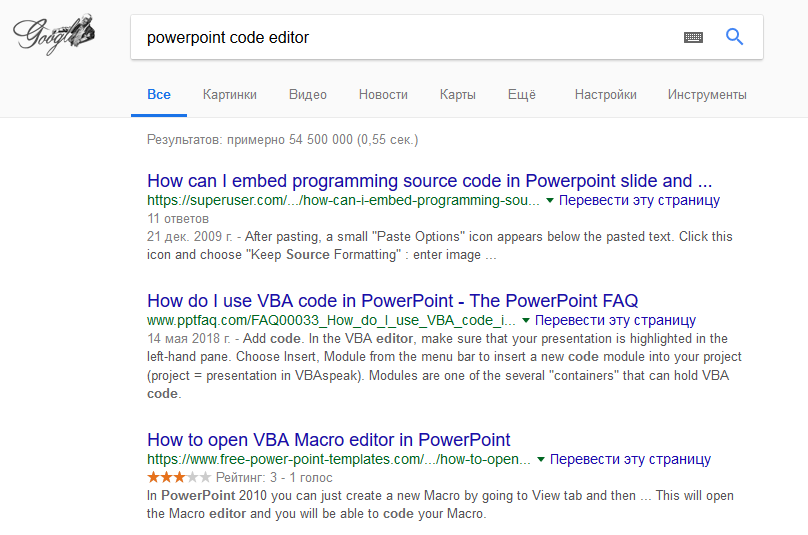 Google
powerpoint code editor
Все Картинки Видео Новости Карты Ещё Настройки Инструменты
Результатов: примерно 54 500 000 (0,55 сек.)
How can I embed programming source code in Powerpoint slide and ...
https://superuser.com/.../how-can-i-embed-programming-sou... Перевести эту страницу
11 ответов
21 дек. 2009 г. - After pasting, a small "Paste Options" icon appears below the pasted text. Click this
icon and choose "Keep Source Formatting" : enter image ...
How do I use VBA code in PowerPoint - The PowerPoint FAQ
www.pptfaq.com/FAQ00033_How_do_I_use_VBA_code_i... Перевести эту страницу
14 мая 2018 г. - Add code. In the VBA editor, make sure that your presentation is highlighted in the
left-hand pane. Choose Insert, Module from the menu bar to insert a new code module into your project
(project = presentation in VBAspeak). Modules are one of the several "containers" that can hold VBA
code.
How to open VBA Macro editor in PowerPoint
https://www.free-power-point-templates.com/.../how-to-open... Перевести эту страницу
Рейтинг: 3 - 1 голос
In PowerPoint 2010 you can just create a new Macro by going to View tab and then ... This will open
the Macro editor and you will be able to code your Macro.